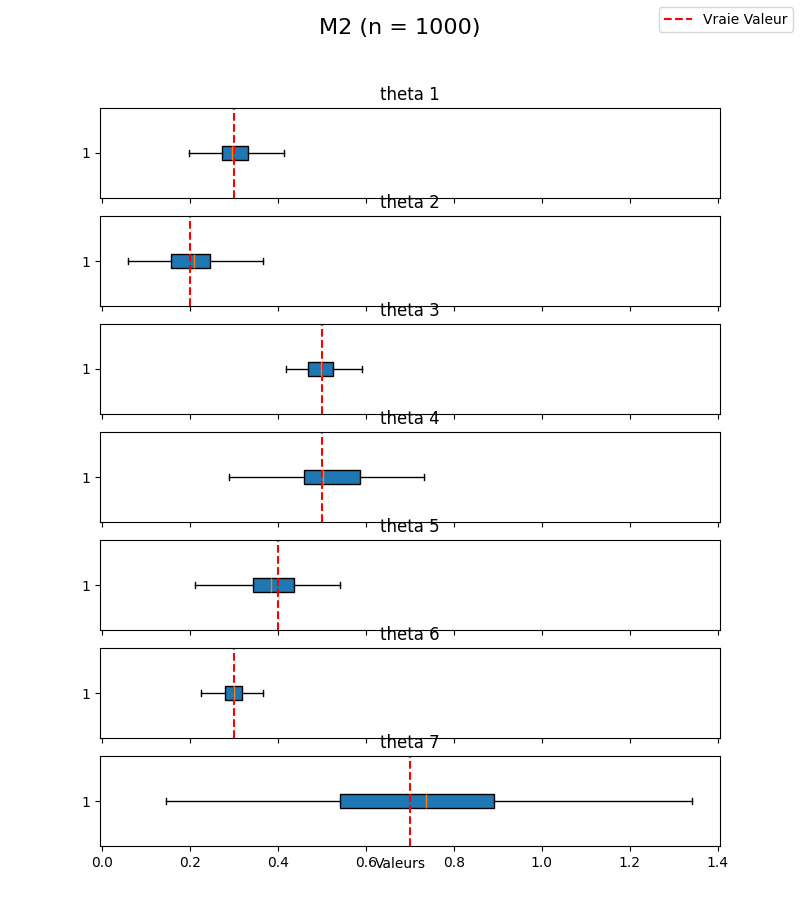 M2 (n = 1000)
Vraie Valeur
theta 1
1
theta 2
1
theta 3
1
theta 4
1
theta 5
1
theta 6
1
theta 7
1
0.0 0.2 0.4 0.6 0.8 1.0 1.2 1.4
Valeurs